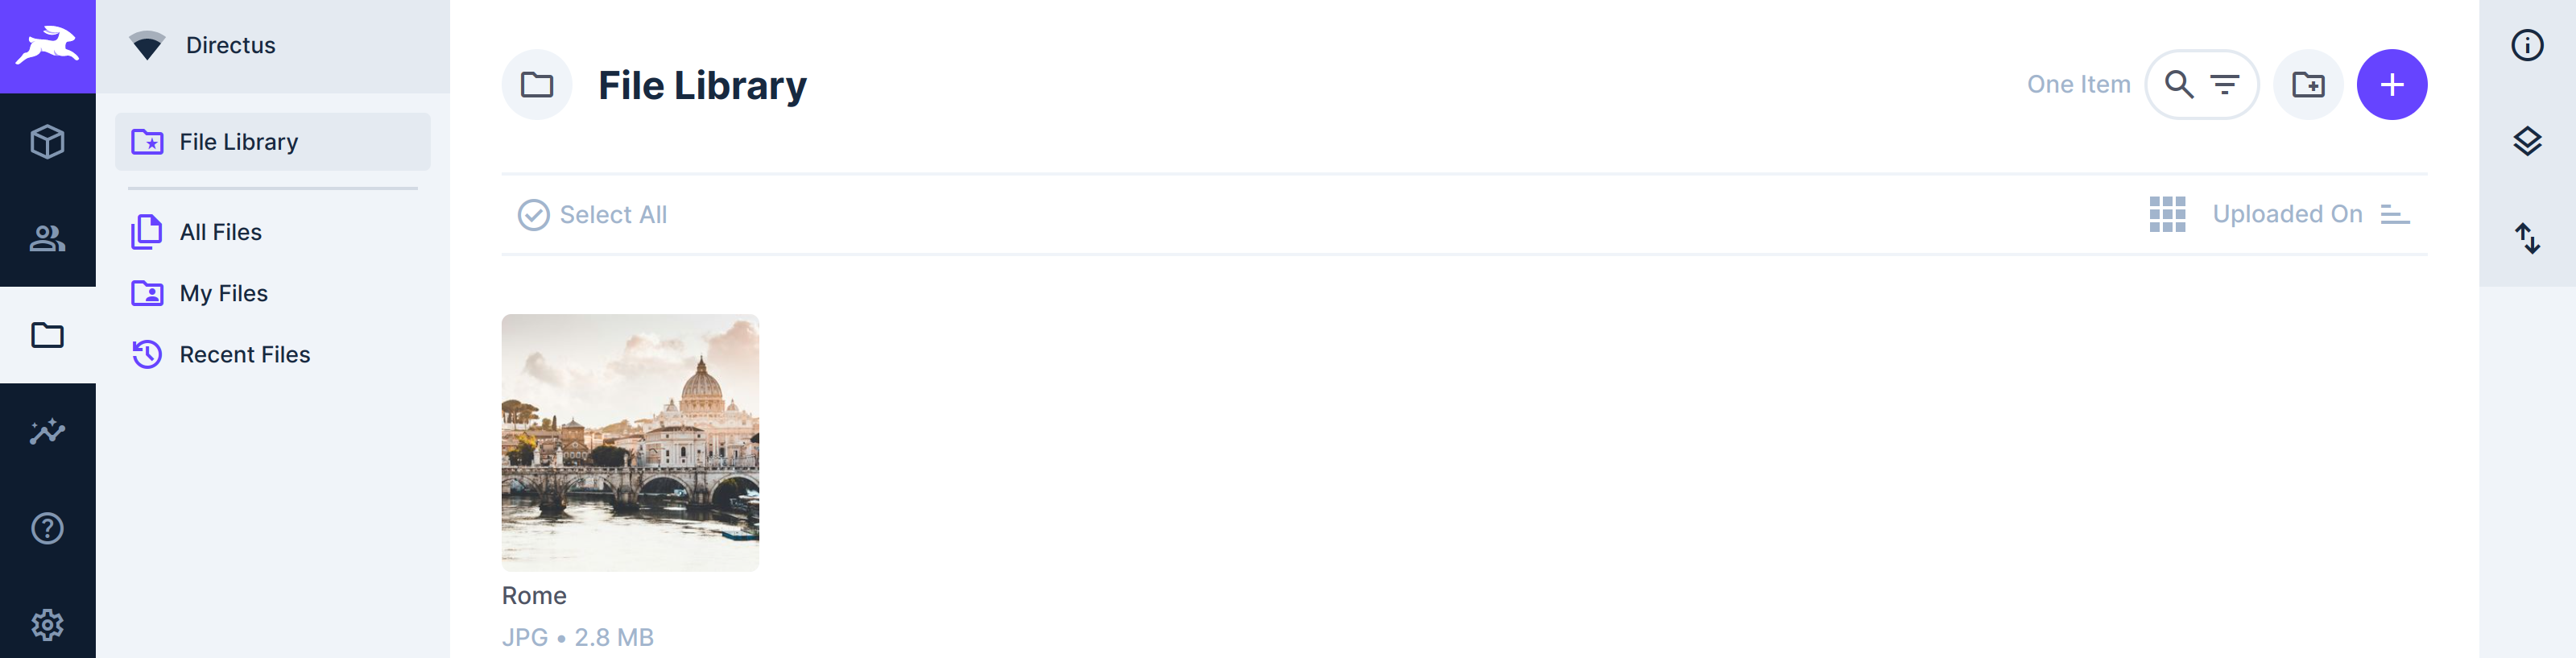 Directus
File Library
All Files
My Files
Recent Files
File Library
One Item
Select All
Uploaded On
Rome
JPG • 2.8 MB